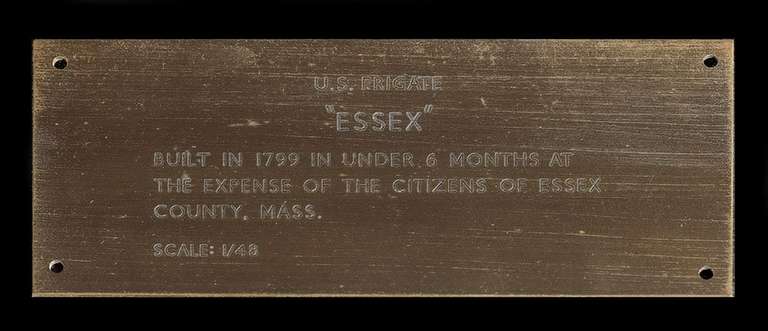 U.S. FRIGATE
"ESSEX"
BUILT IN 1799 IN UNDER 6 MONTHS AT
THE EXPENSE OF THE CITIZENS OF ESSEX
COUNTY, MASS.
SCALE: 1/48